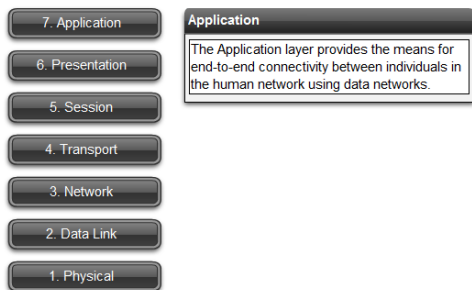 7. Application
6. Presentation
5. Session
4. Transport
3. Network
2. Data Link
1. Physical
Application
The Application layer provides the means for
end-to-end connectivity between individuals in
the human network using data networks.